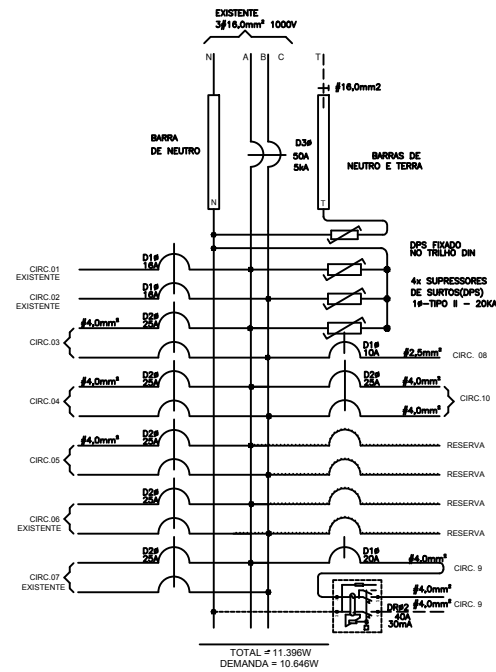 EXISTENTE
3#16,0mm² 1000V
N A B C T
#16,0mm2
BARRA
DE NEUTRO
D3ø
50A
5kA
BARRAS DE
NEUTRO E TERRA
N
T
DPS FIXADO
NO TRILHO DIN
4x SUPRESSORES
DE SURTOS(DPS)
1ø-TIPO II - 20KA
CIRC.01
EXISTENTE
D1ø
16A
CIRC.02
EXISTENTE
D1ø
16A
CIRC.03
#4,0mm²
D2ø
25A
D1ø
10A
#2,5mm²
CIRC. 08
CIRC.04
#4,0mm²
D2ø
25A
D2ø
25A
#4,0mm²
#4,0mm²
CIRC.10
CIRC.05
#4,0mm²
D2ø
25A
RESERVA
RESERVA
CIRC.06
EXISTENTE
D2ø
25A
RESERVA
RESERVA
CIRC.07
EXISTENTE
D2ø
25A
D1ø
20A
#4,0mm²
CIRC. 9
#4,0mm²
#4,0mm²
CIRC. 9
DRø2
40A
30mA
TOTAL = 11.396W
DEMANDA = 10.646W